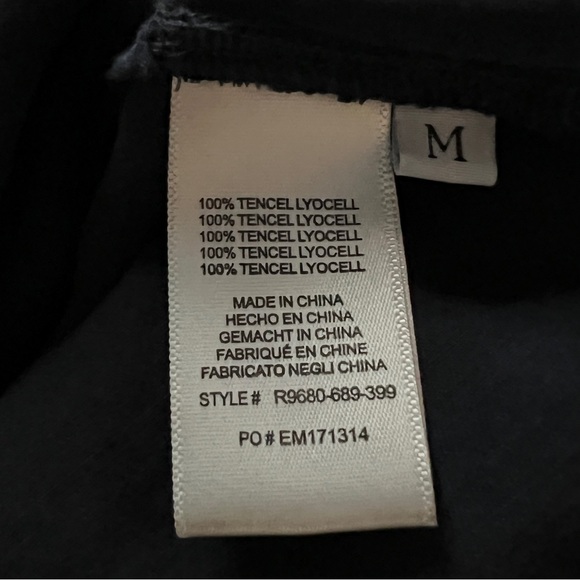 M
100% TENCEL LYOCELL
100% TENCEL LYOCELL
100% TENCEL LYOCELL
100% TENCEL LYOCELL
100% TENCEL LYOCELL
MADE IN CHINA
HECHO EN CHINA
GEMACHT IN CHINA
FABRIQUÉ EN CHINE
FABRICATO NEGLI CHINA
STYLE# R9680-689-399
PO# EM171314